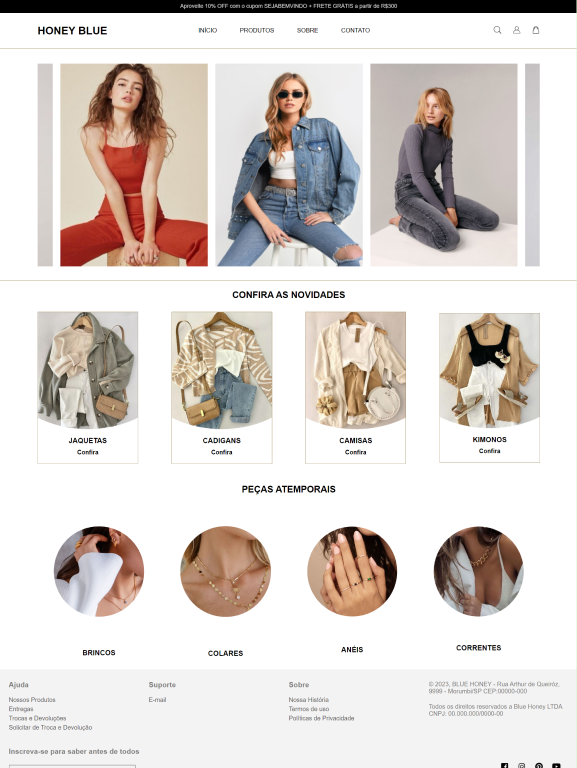 Aproveite 10% OFF com o cupom SEJABEMVINDO + FRETE GRÁTIS a partir de R$300
HONEY BLUE
INÍCIO PRODUTOS SOBRE CONTATO
CONFIRA AS NOVIDADES
JAQUETAS CADIGANS CAMISAS KIMONOS
Confira Confira Confira Confira
PEÇAS ATEMPORAIS
BRINCOS COLARES ANÉIS CORRENTES
Ajuda
Nossos Produtos
Entregas
Trocas e Devoluções
Solicitar de Troca e Devolução
Suporte
E-mail
Sobre
Nossa História
Termos de uso
Políticas de Privacidade
© 2023, BLUE HONEY - Rua Arthur de Queiróz,
9999 - Morumbi/SP CEP:00000-000
Todos os direitos reservados a Blue Honey LTDA
CNPJ: 00.000.000/0000-00
Inscreva-se para saber antes de todos